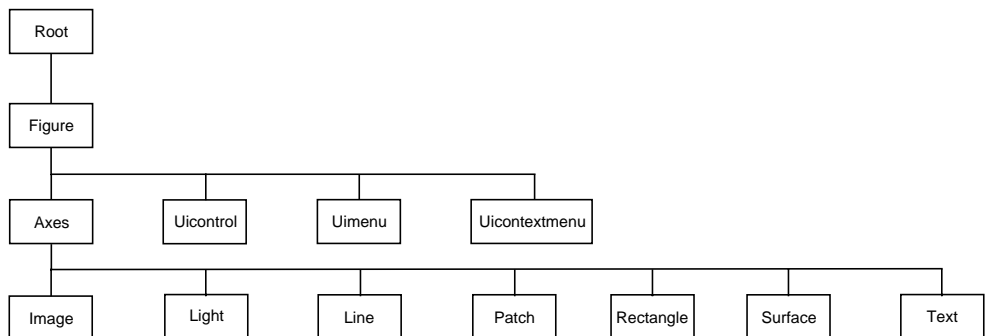 Root
Figure
Axes
Uicontrol
Uimenu
Uicontextmenu
Image
Light
Line
Patch
Rectangle
Surface
Text